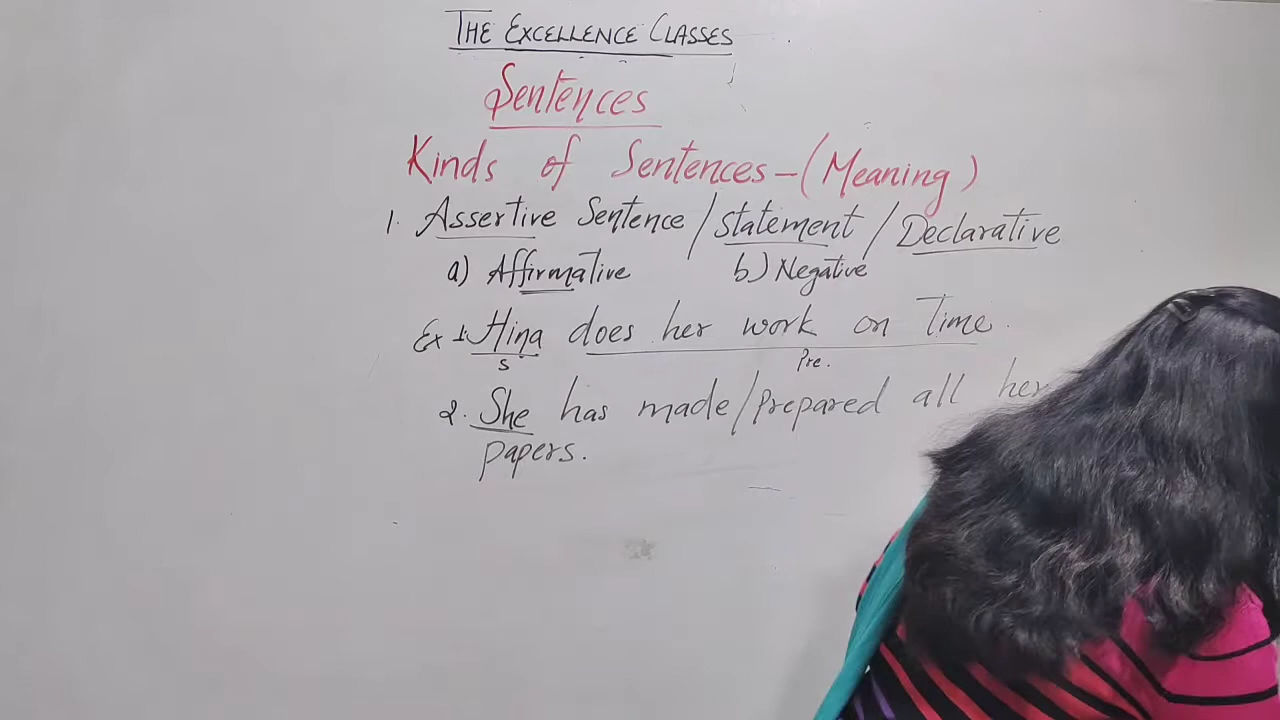 THE EXCELLENCE CLASSES
Sentences
Kinds of Sentences - (Meaning)
1. Assertive Sentence / Statement / Declarative
a) Affirmative b) Negative
Ex 1. Hina does her work on Time.
S Pre.
2. She has made/prepared all her
papers.